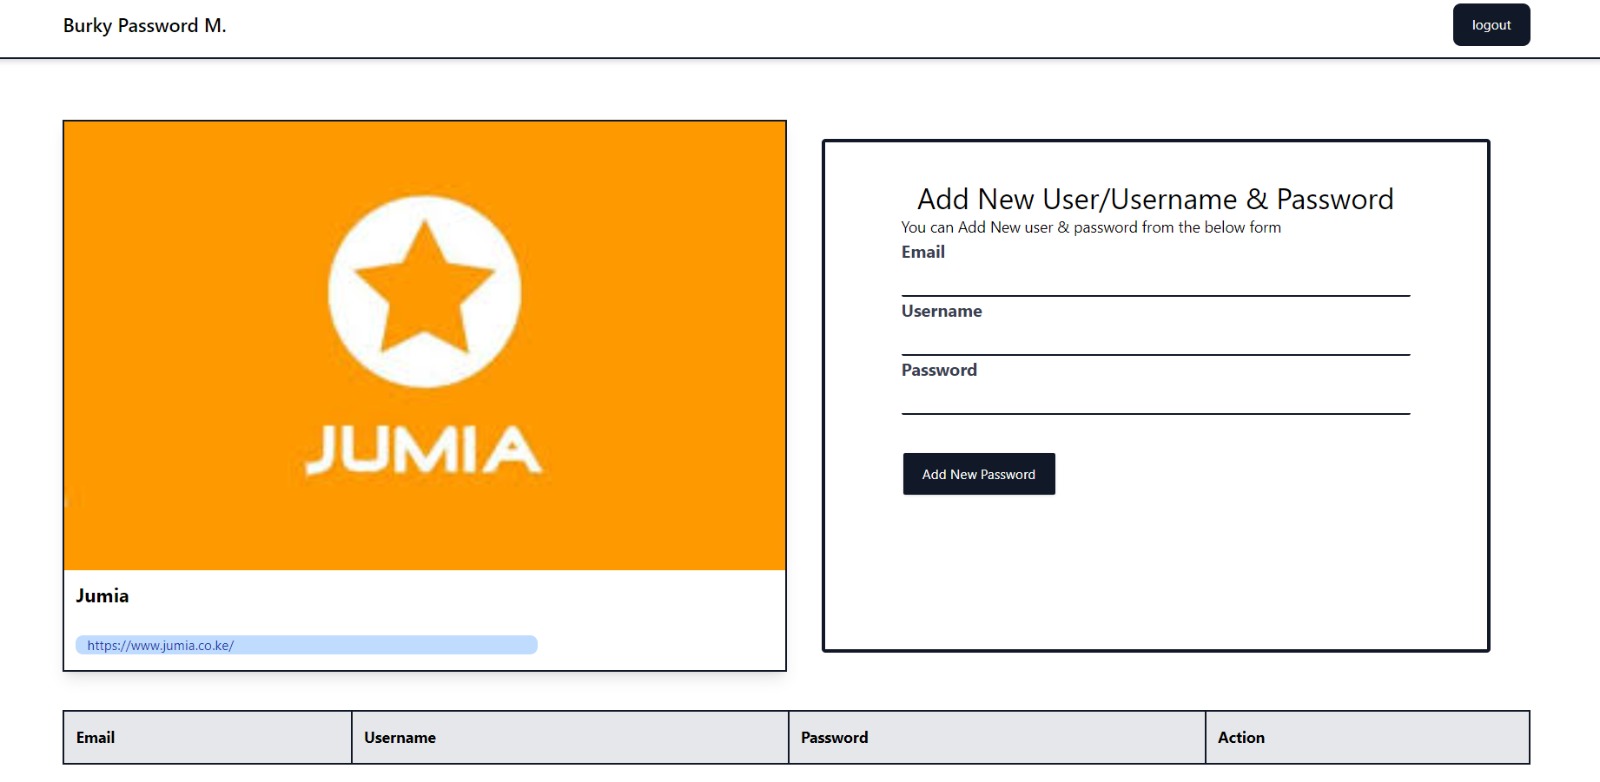 Burky Password M.
logout
JUMIA
Jumia
https://www.jumia.co.ke/
Add New User/Username & Password
You can Add New user & password from the below form
Email
Username
Password
Add New Password
Email Username Password Action